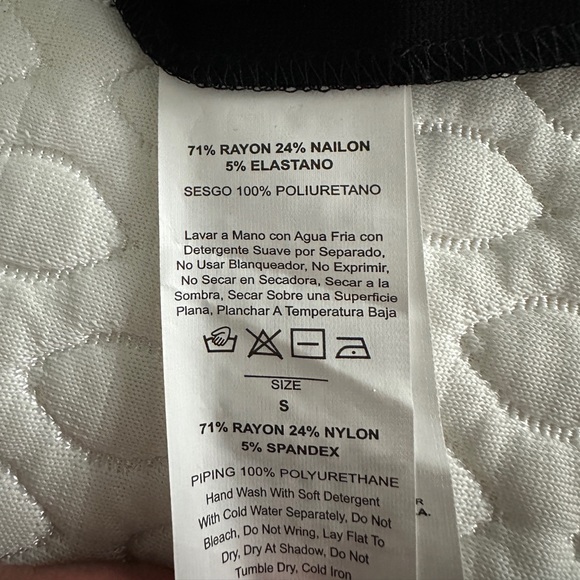 71% RAYON 24% NAILON
5% ELASTANO
SESGO 100% POLIURETANO
Lavar a Mano con Agua Fria con
Detergente Suave por Separado,
No Usar Blanqueador, No Exprimir,
No Secar en Secadora, Secar a la
Sombra, Secar Sobre una Superficie
Plana, Planchar A Temperatura Baja
SIZE
S
71% RAYON 24% NYLON
5% SPANDEX
PIPING 100% POLYURETHANE
Hand Wash With Soft Detergent
With Cold Water Separately, Do Not
Bleach, Do Not Wring, Lay Flat To
Dry, Dry At Shadow, Do Not
Tumble Dry, Cold Iron
R
A.